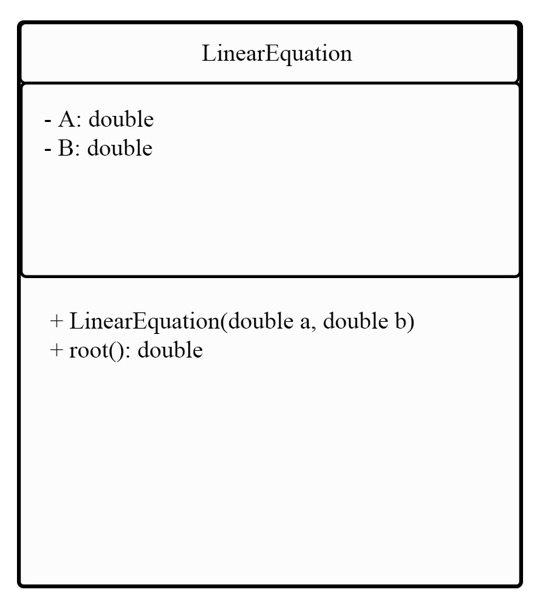 LinearEquation
- A: double
- B: double
+ LinearEquation(double a, double b)
+ root(): double